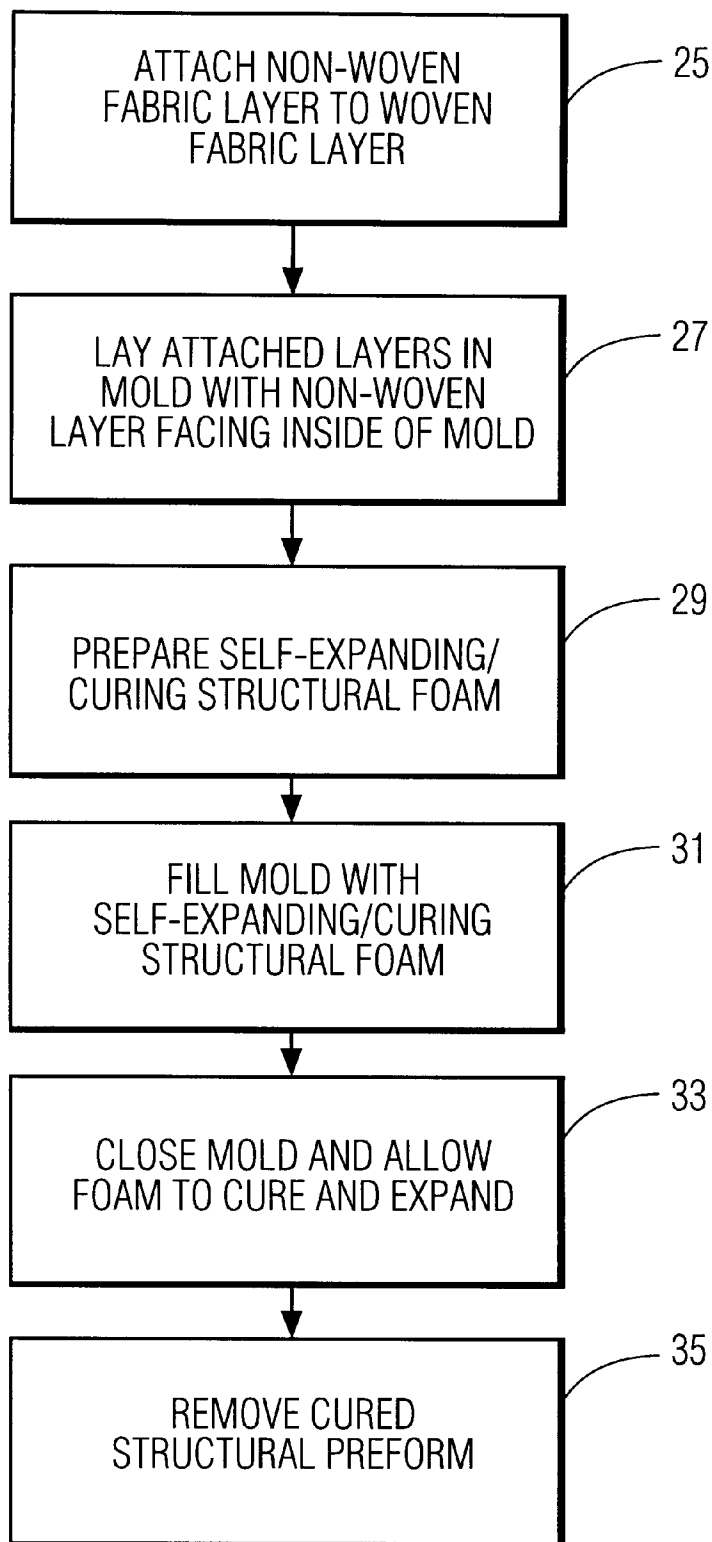 ATTACH NON-WOVEN
FABRIC LAYER TO WOVEN
FABRIC LAYER
25
LAY ATTACHED LAYERS IN
MOLD WITH NON-WOVEN
LAYER FACING INSIDE OF MOLD
27
PREPARE SELF-EXPANDING/
CURING STRUCTURAL FOAM
29
FILL MOLD WITH
SELF-EXPANDING/CURING
STRUCTURAL FOAM
31
CLOSE MOLD AND ALLOW
FOAM TO CURE AND EXPAND
33
REMOVE CURED
STRUCTURAL PREFORM
35